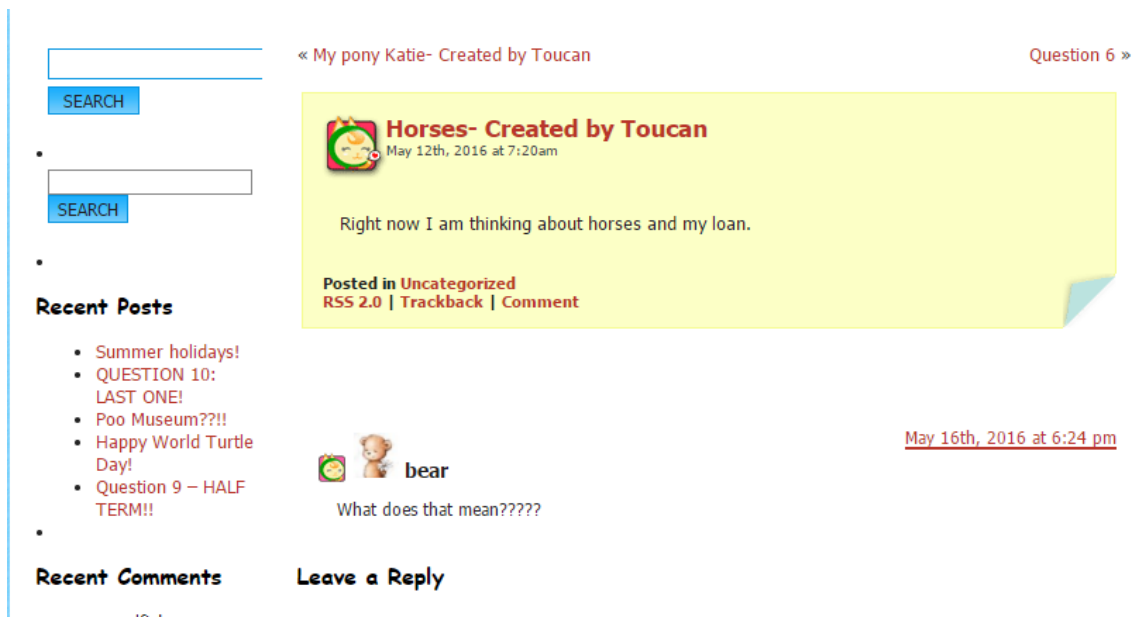 « My pony Katie- Created by Toucan
Question 6 »
SEARCH
SEARCH
Recent Posts
Summer holidays!
QUESTION 10:
LAST ONE!
Poo Museum??!!
Happy World Turtle
Day!
Question 9 – HALF
TERM!!
Recent Comments
Horses- Created by Toucan
May 12th, 2016 at 7:20am
Right now I am thinking about horses and my loan.
Posted in Uncategorized
RSS 2.0 | Trackback | Comment
bear
May 16th, 2016 at 6:24 pm
What does that mean?????
Leave a Reply